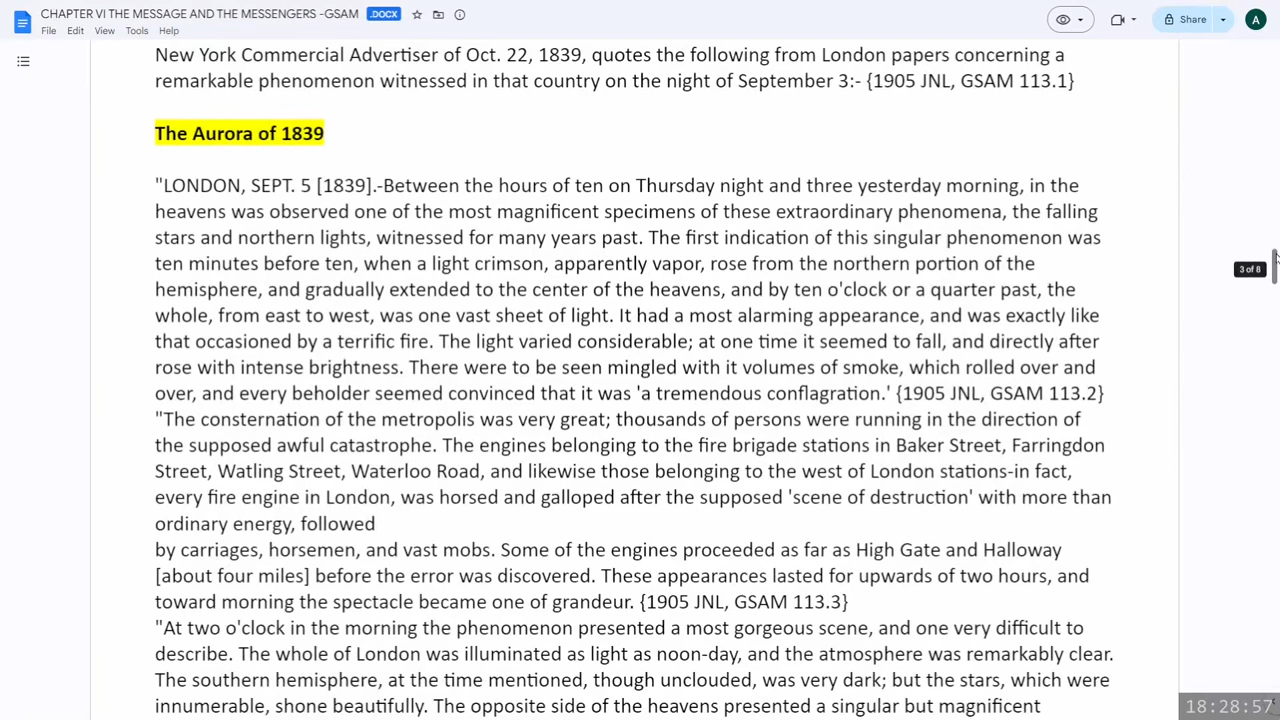 CHAPTER VI THE MESSAGE AND THE MESSENGERS -GSAM .DOCX
File Edit View Tools Help
Share
A
New York Commercial Advertiser of Oct. 22, 1839, quotes the following from London papers concerning a
remarkable phenomenon witnessed in that country on the night of September 3:- {1905 JNL, GSAM 113.1}
The Aurora of 1839
"LONDON, SEPT. 5 [1839].-Between the hours of ten on Thursday night and three yesterday morning, in the
heavens was observed one of the most magnificent specimens of these extraordinary phenomena, the falling
stars and northern lights, witnessed for many years past. The first indication of this singular phenomenon was
ten minutes before ten, when a light crimson, apparently vapor, rose from the northern portion of the
hemisphere, and gradually extended to the center of the heavens, and by ten o'clock or a quarter past, the
whole, from east to west, was one vast sheet of light. It had a most alarming appearance, and was exactly like
that occasioned by a terrific fire. The light varied considerable; at one time it seemed to fall, and directly after
rose with intense brightness. There were to be seen mingled with it volumes of smoke, which rolled over and
over, and every beholder seemed convinced that it was 'a tremendous conflagration.' {1905 JNL, GSAM 113.2}
"The consternation of the metropolis was very great; thousands of persons were running in the direction of
the supposed awful catastrophe. The engines belonging to the fire brigade stations in Baker Street, Farringdon
Street, Watling Street, Waterloo Road, and likewise those belonging to the west of London stations-in fact,
every fire engine in London, was horsed and galloped after the supposed 'scene of destruction' with more than
ordinary energy, followed
by carriages, horsemen, and vast mobs. Some of the engines proceeded as far as High Gate and Halloway
[about four miles] before the error was discovered. These appearances lasted for upwards of two hours, and
toward morning the spectacle became one of grandeur. {1905 JNL, GSAM 113.3}
"At two o'clock in the morning the phenomenon presented a most gorgeous scene, and one very difficult to
describe. The whole of London was illuminated as light as noon-day, and the atmosphere was remarkably clear.
The southern hemisphere, at the time mentioned, though unclouded, was very dark; but the stars, which were
innumerable, shone beautifully. The opposite side of the heavens presented a singular but magnificent
3 of 8
18:28:57